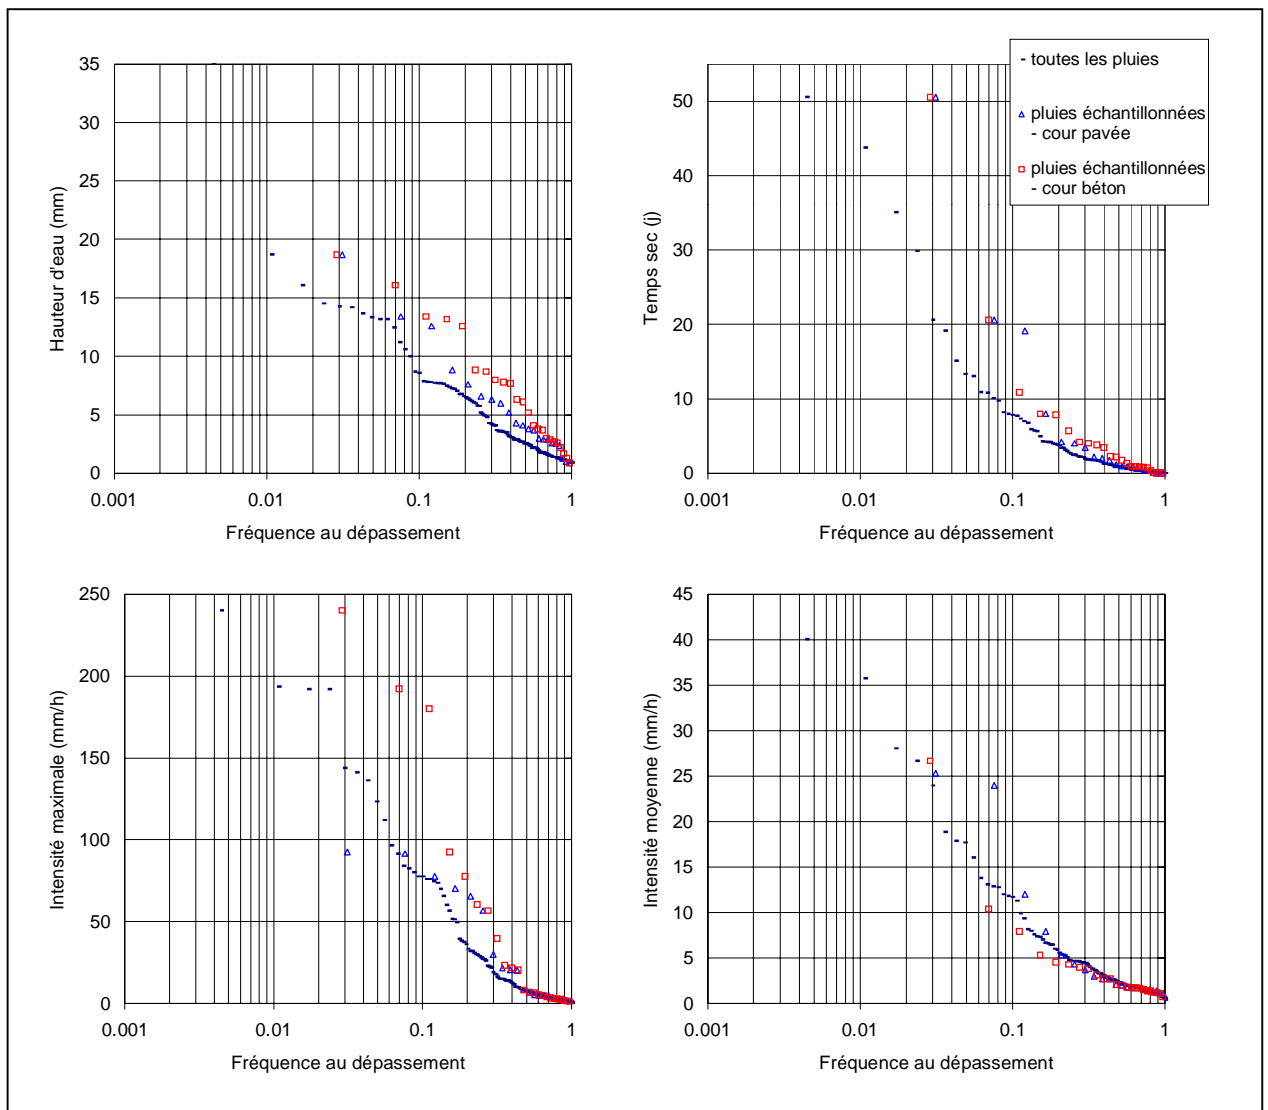 35
30
25
20
15
10
5
0
Hauteur d'eau (mm)
0.001 0.01 0.1 1
Fréquence au dépassement
50
40
30
20
10
0
Temps sec (j)
0.001 0.01 0.1 1
Fréquence au dépassement
toutes les pluies
pluies échantillonnées
- cour pavée
pluies échantillonnées
- cour béton
250
200
150
100
50
0
Intensité maximale (mm/h)
0.001 0.01 0.1 1
Fréquence au dépassement
45
40
35
30
25
20
15
10
5
0
Intensité moyenne (mm/h)
0.001 0.01 0.1 1
Fréquence au dépassement